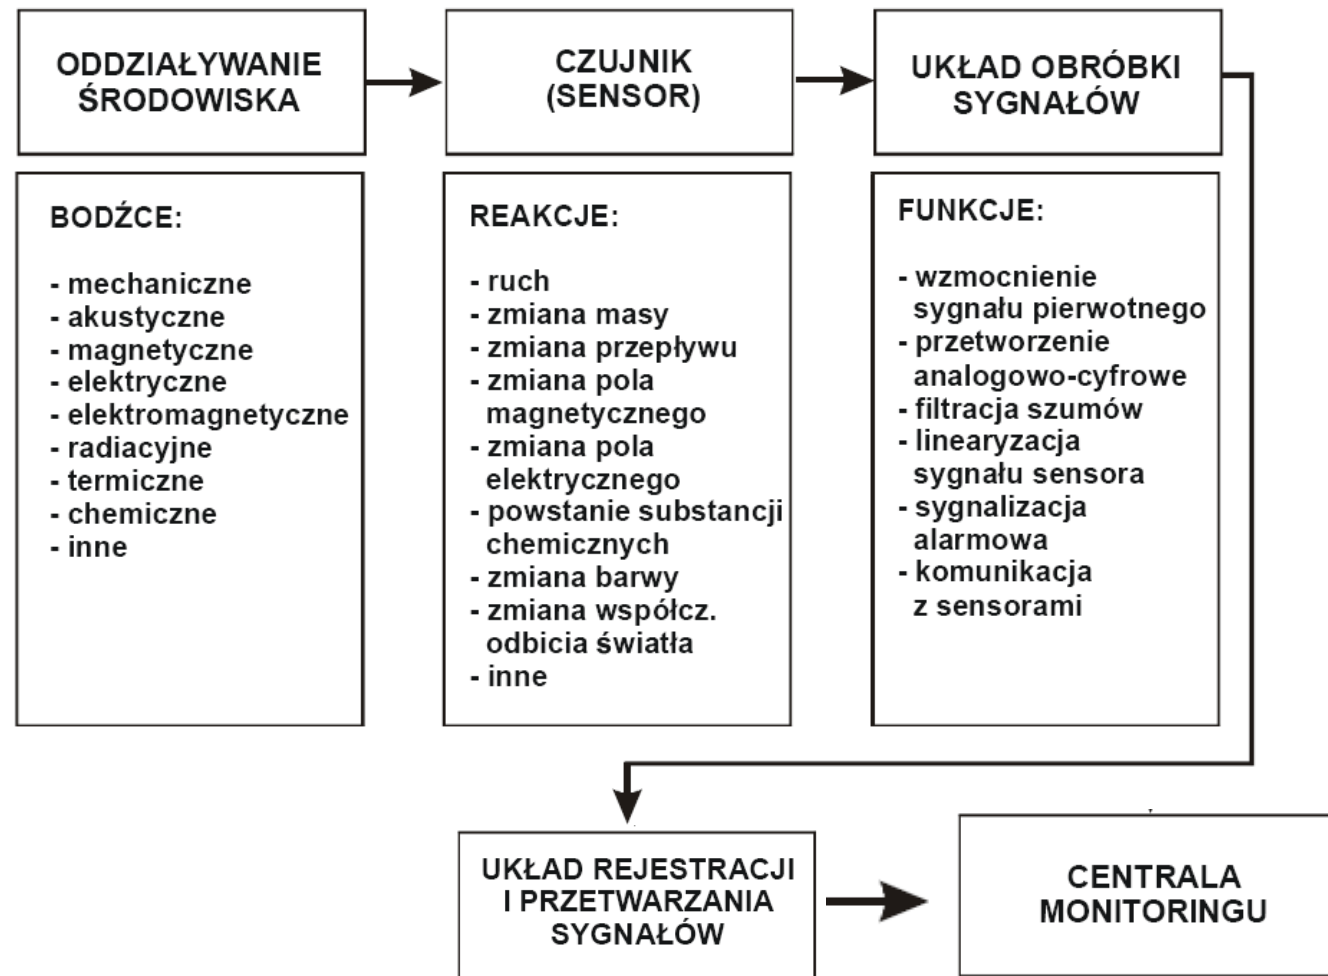 ODDZIAŁYWANIE
ŚRODOWISKA
CZUJNIK
(SENSOR)
UKŁAD OBRÓBKI
SYGNAŁÓW
BODŹCE:
- mechaniczne
- akustyczne
- magnetyczne
- elektryczne
- elektromagnetyczne
- radiacyjne
- termiczne
- chemiczne
- inne
REAKCJE:
- ruch
- zmiana masy
- zmiana przepływu
- zmiana pola
magnetycznego
- zmiana pola
elektrycznego
- powstanie substancji
chemicznych
- zmiana barwy
- zmiana współcz.
odbicia światła
- inne
FUNKCJE:
- wzmocnienie
sygnału pierwotnego
- przetworzenie
analogowo-cyfrowe
- filtracja szumów
- linearyzacja
sygnału sensora
- sygnalizacja
alarmowa
- komunikacja
z sensorami
UKŁAD REJESTRACJI
I PRZETWARZANIA
SYGNAŁÓW
CENTRALA
MONITORINGU